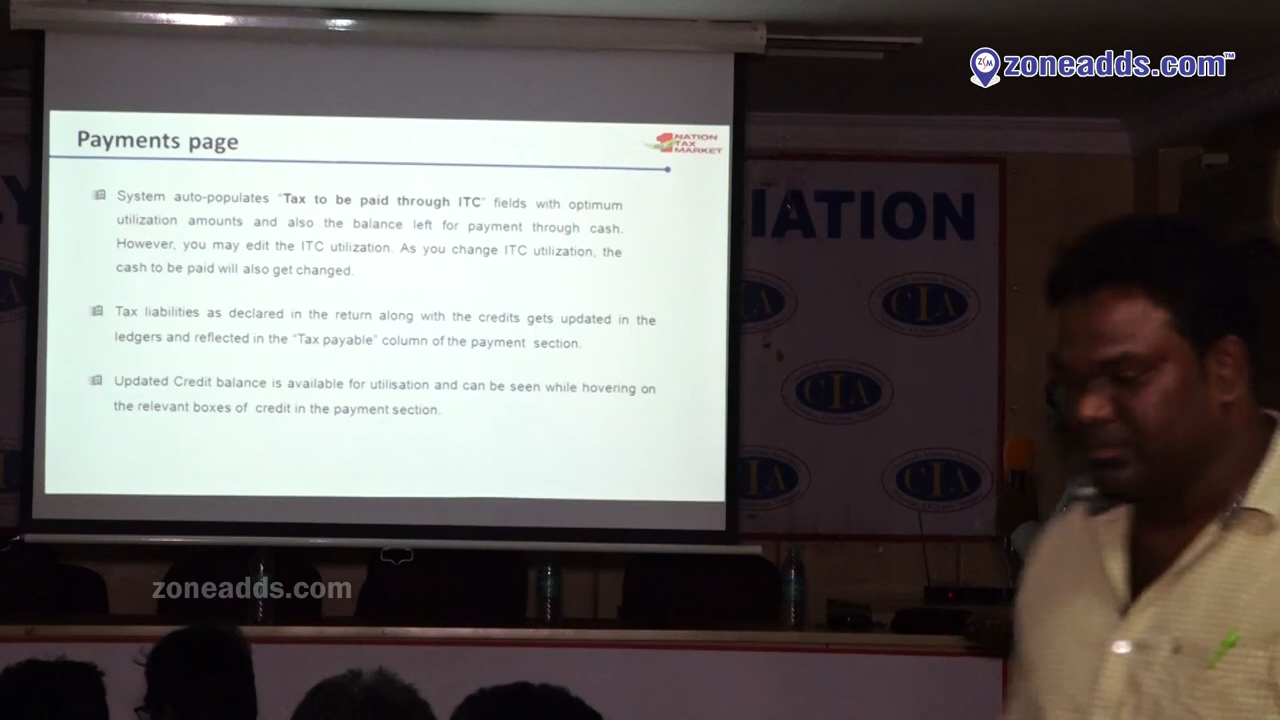 zoneadds.com™
Payments page
NATION
TAX
MARKET
System auto-populates "Tax to be paid through ITC" fields with optimum
utilization amounts and also the balance left for payment through cash.
However, you may edit the ITC utilization. As you change ITC utilization, the
cash to be paid will also get changed.
Tax liabilities as declared in the return along with the credits gets updated in the
ledgers and reflected in the "Tax payable" column of the payment section.
Updated Credit balance is available for utilisation and can be seen while hovering on
the relevant boxes of credit in the payment section.
IATION
CIA
CIA
CIA
CIA
zoneadds.com